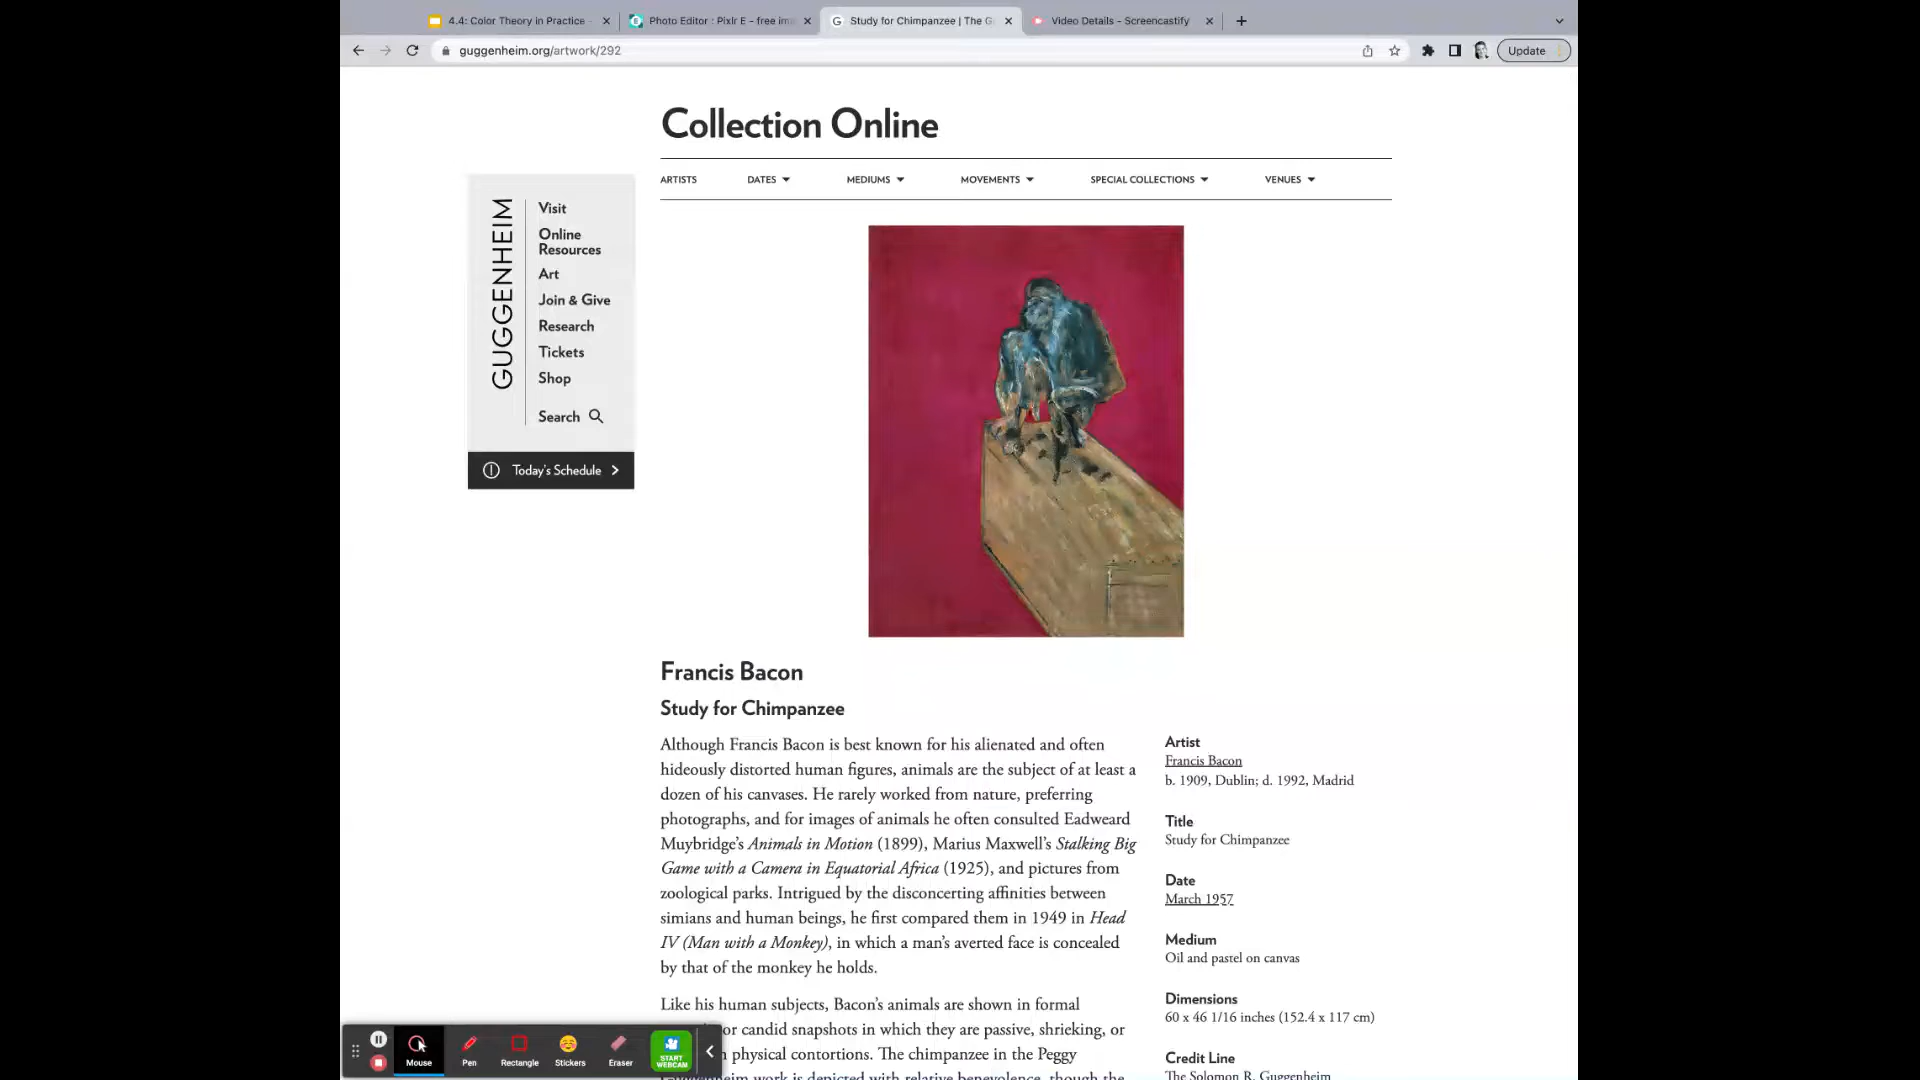 4.4: Color Theory in Practice -
Photo Editor : Pixlr E - free im
Study for Chimpanzee | The G
Video Details - Screencastify
guggenheim.org/artwork/292
Update
Collection Online
ARTISTS
DATES
MEDIUMS
MOVEMENTS
SPECIAL COLLECTIONS
VENUES
GUGGENHEIM
Visit
Online
Resources
Art
Join & Give
Research
Tickets
Shop
Search
Today's Schedule
Francis Bacon
Study for Chimpanzee
Although Francis Bacon is best known for his alienated and often
hideously distorted human figures, animals are the subject of at least a
dozen of his canvases. He rarely worked from nature, preferring
photographs, and for images of animals he often consulted Eadweard
Muybridge's Animals in Motion (1899), Marius Maxwell's Stalking Big
Game with a Camera in Equatorial Africa (1925), and pictures from
zoological parks. Intrigued by the disconcerting affinities between
simians and human beings, he first compared them in 1949 in Head
IV (Man with a Monkey), in which a man's averted face is concealed
by that of the monkey he holds.
Like his human subjects, Bacon's animals are shown in formal
or candid snapshots in which they are passive, shrieking, or
physical contortions. The chimpanzee in the Peggy
work is depicted with relative benevolence, though the
Artist
Francis Bacon
b. 1909, Dublin; d. 1992, Madrid
Title
Study for Chimpanzee
Date
March 1957
Medium
Oil and pastel on canvas
Dimensions
60 x 46 1/16 inches (152.4 x 117 cm)
Credit Line
The Solomon R. Guggenheim
Mouse
Pen
Rectangle
Stickers
Eraser
START
WEBCAM